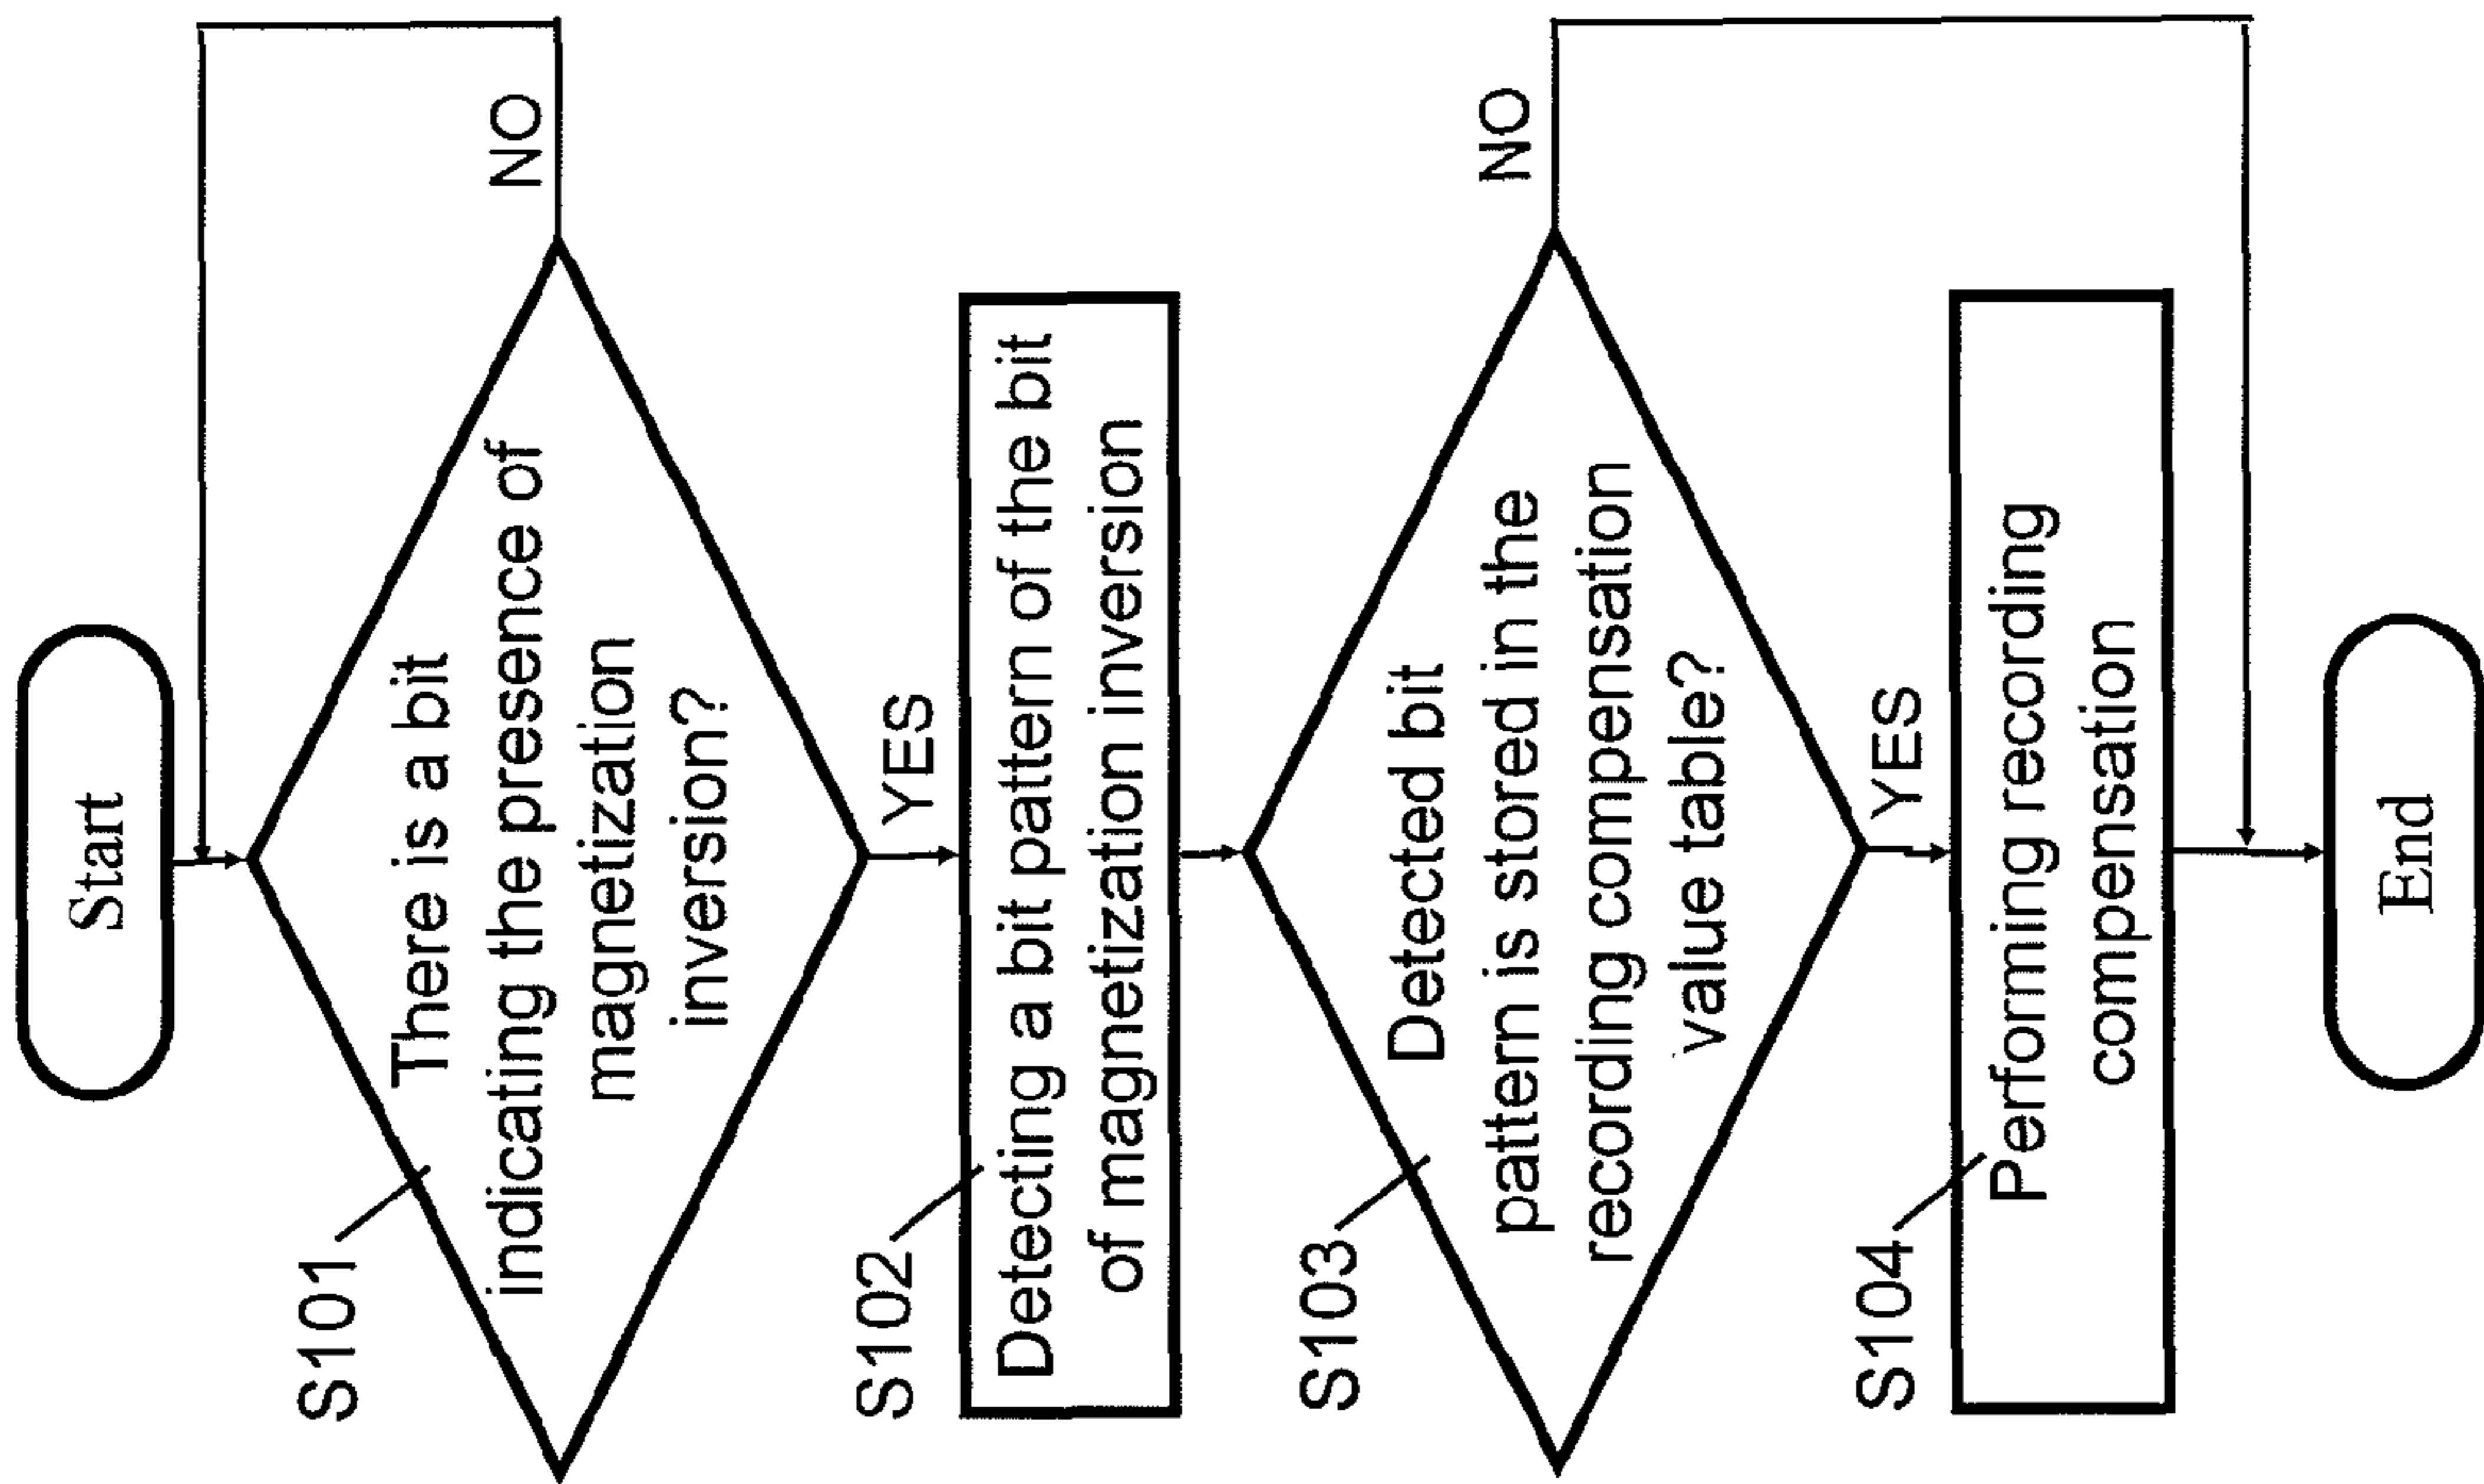 Start
S101
There is a bit
indicating the presence of
magnetization
inversion?
NO
YES
S102
Detecting a bit pattern of the bit
of magnetization inversion
S103
Detected bit
pattern is stored in the
recording compensation
value table?
NO
YES
S104
Performing recording
compensation
End